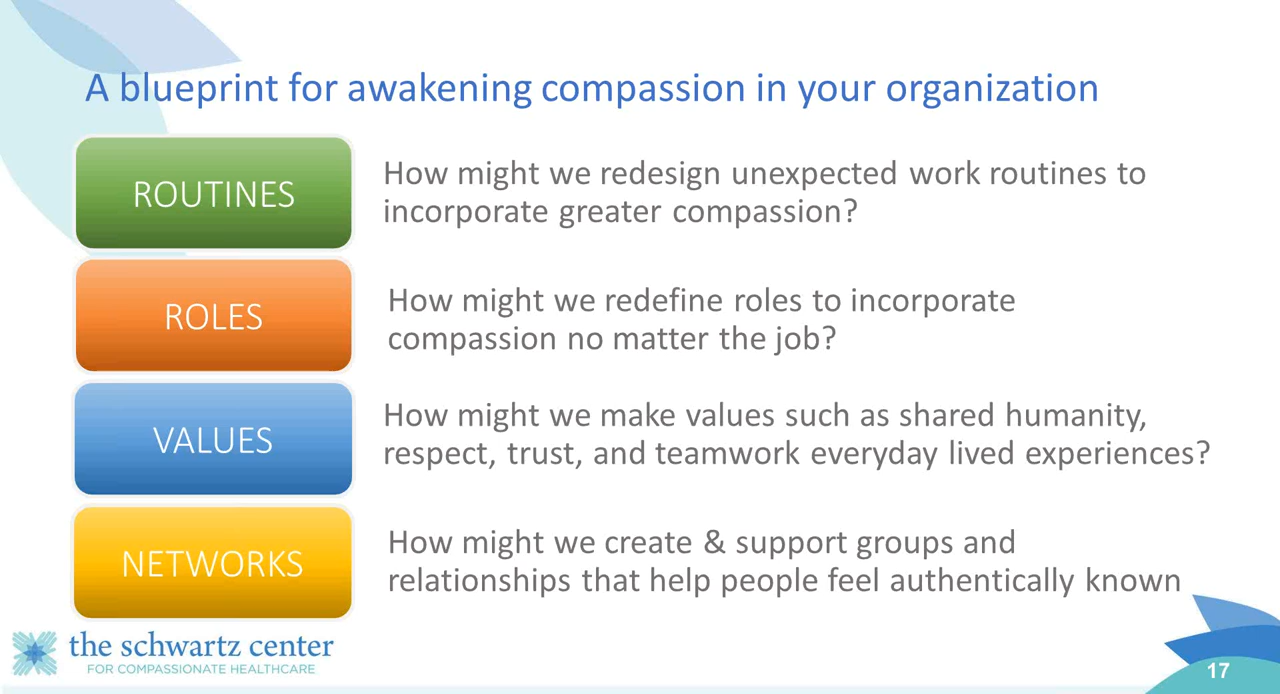 A blueprint for awakening compassion in your organization
ROUTINES
How might we redesign unexpected work routines to
incorporate greater compassion?
ROLES
How might we redefine roles to incorporate
compassion no matter the job?
VALUES
How might we make values such as shared humanity,
respect, trust, and teamwork everyday lived experiences?
NETWORKS
How might we create & support groups and
relationships that help people feel authentically known
the schwartz center
FOR COMPASSIONATE HEALTHCARE
17